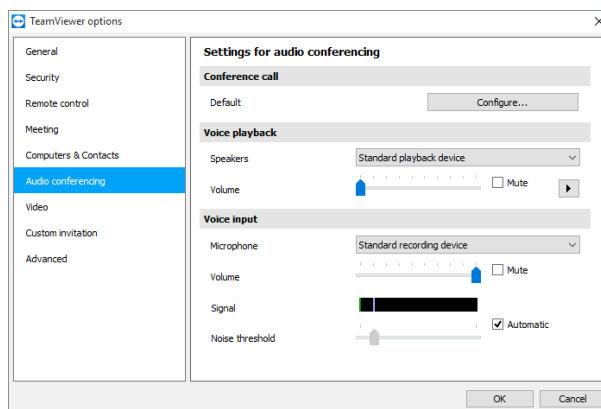 TeamViewer options
General
Security
Remote control
Meeting
Computers & Contacts
Audio conferencing
Video
Custom invitation
Advanced
Settings for audio conferencing
Conference call
Default
Configure...
Voice playback
Speakers
Standard playback device
Volume
Mute
Voice input
Microphone
Standard recording device
Volume
Mute
Signal
Automatic
Noise threshold
OK
Cancel